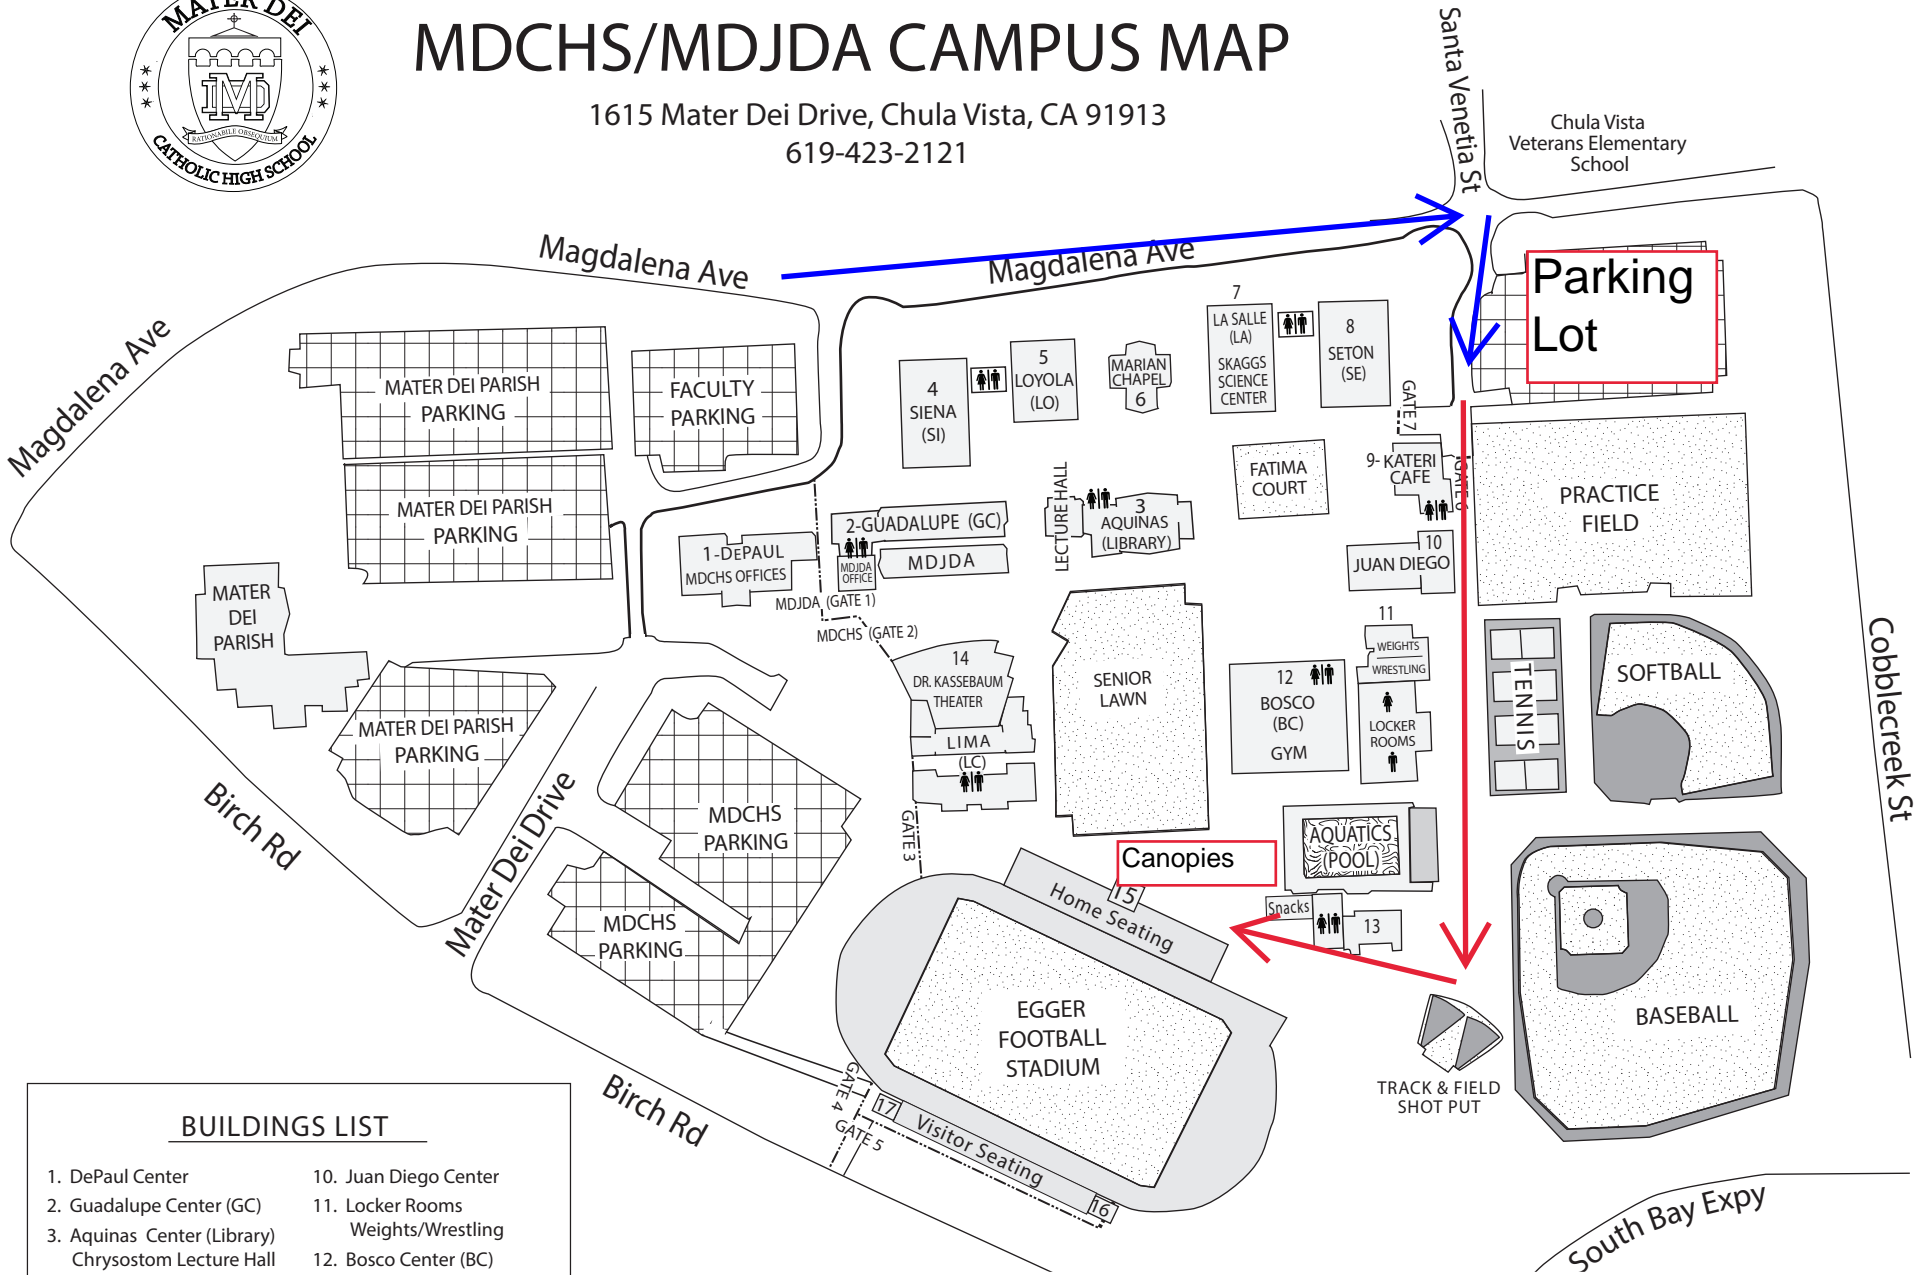 MATER DEI
RATIONABILE OBSEQUIUM
CATHOLIC HIGH SCHOOL
MDCHS/MDJDA CAMPUS MAP
1615 Mater Dei Drive, Chula Vista, CA 91913
619-423-2121
Santa Venetia St
Chula Vista
Veterans Elementary
School
Magdalena Ave
Magdalena Ave
Magdalena Ave
Parking
Lot
7
LA SALLE
(LA)
SKAGGS
SCIENCE
CENTER
8
SETON
(SE)
5
LOYOLA
(LO)
MARIAN
CHAPEL
6
4
SIENA
(SI)
MATER DEI PARISH
PARKING
FACULTY
PARKING
GATE 7
9-KATERI
CAFE
GATE 6
FATIMA
COURT
PRACTICE
FIELD
MATER DEI PARISH
PARKING
LECTURE HALL
3
AQUINAS
(LIBRARY)
2-GUADALUPE (GC)
1-DEPAUL
MDCHS OFFICES
MDJDA
OFFICE
MDJDA
10
JUAN DIEGO
MDJDA (GATE 1)
MDCHS (GATE 2)
MATER
DEI
PARISH
11
WEIGHTS
WRESTLING
LOCKER
ROOMS
14
DR. KASSEBAUM
THEATER
LIMA
(LC)
SENIOR
LAWN
12
BOSCO
(BC)
GYM
TENNIS
SOFTBALL
Cobblecreek St
MATER DEI PARISH
PARKING
Birch Rd
Mater Dei Drive
MDCHS
PARKING
GATE 3
AQUATICS
(POOL)
Canopies
15
Home Seating
Snacks
13
MDCHS
PARKING
EGGER
FOOTBALL
STADIUM
BASEBALL
TRACK & FIELD
SHOT PUT
GATE 4
GATE 5
17
Visitor Seating
16
Birch Rd
South Bay Expy
BUILDINGS LIST
1. DePaul Center
2. Guadalupe Center (GC)
3. Aquinas Center (Library)
Chrysostom Lecture Hall
10. Juan Diego Center
11. Locker Rooms
Weights/Wrestling
12. Bosco Center (BC)